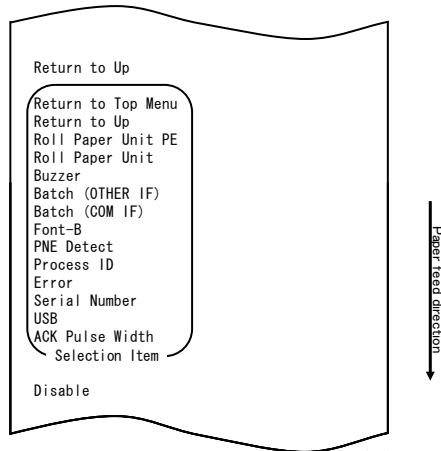 Return to Up
Return to Top Menu
Return to Up
Roll Paper Unit PE
Roll Paper Unit
Buzzer
Batch (OTHER IF)
Batch (COM IF)
Font-B
PNE Detect
Process ID
Error
Serial Number
USB
ACK Pulse Width
Selection Item
Disable
Paper feed direction